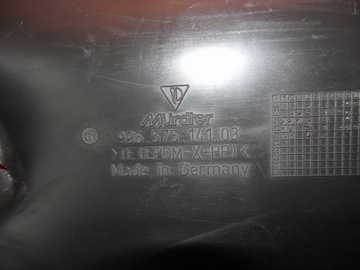 Mürdter
996.575.141.03
>TE(EPDM-X+PP)<
Made in Germany